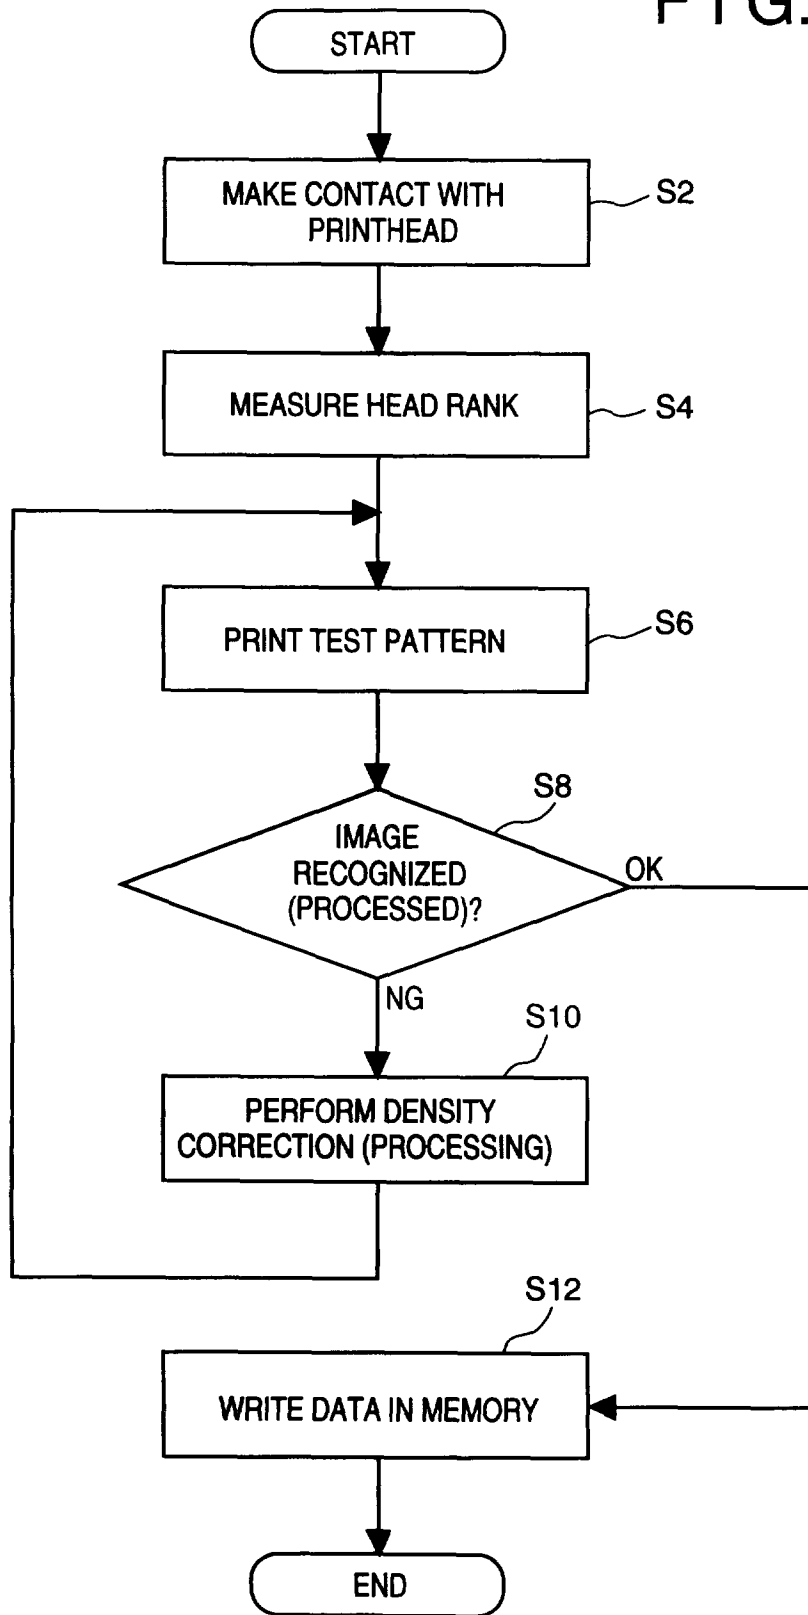 FIG.
START
MAKE CONTACT WITH
PRINTHEAD
S2
MEASURE HEAD RANK
S4
PRINT TEST PATTERN
S6
S8
IMAGE
RECOGNIZED
(PROCESSED)?
OK
NG
S10
PERFORM DENSITY
CORRECTION (PROCESSING)
S12
WRITE DATA IN MEMORY
END